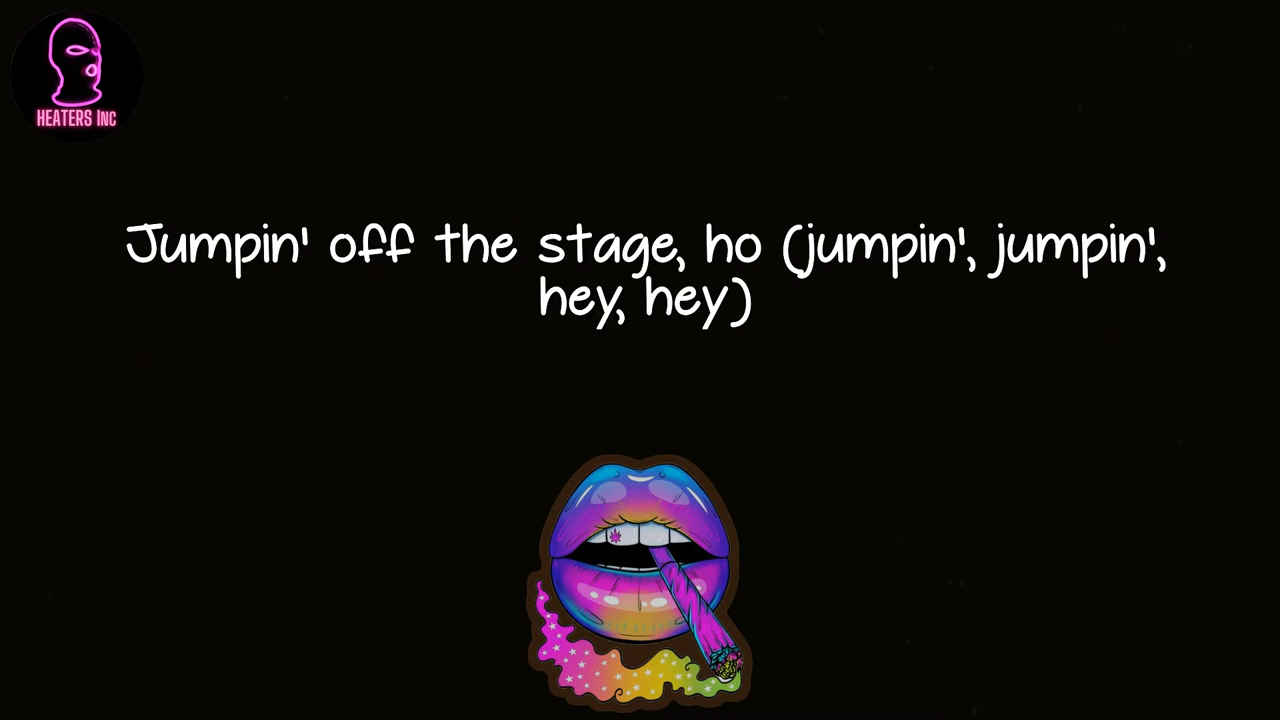 HEATERS Inc
Jumpin' off the stage, ho (jumpin', jumpin',
hey, hey)